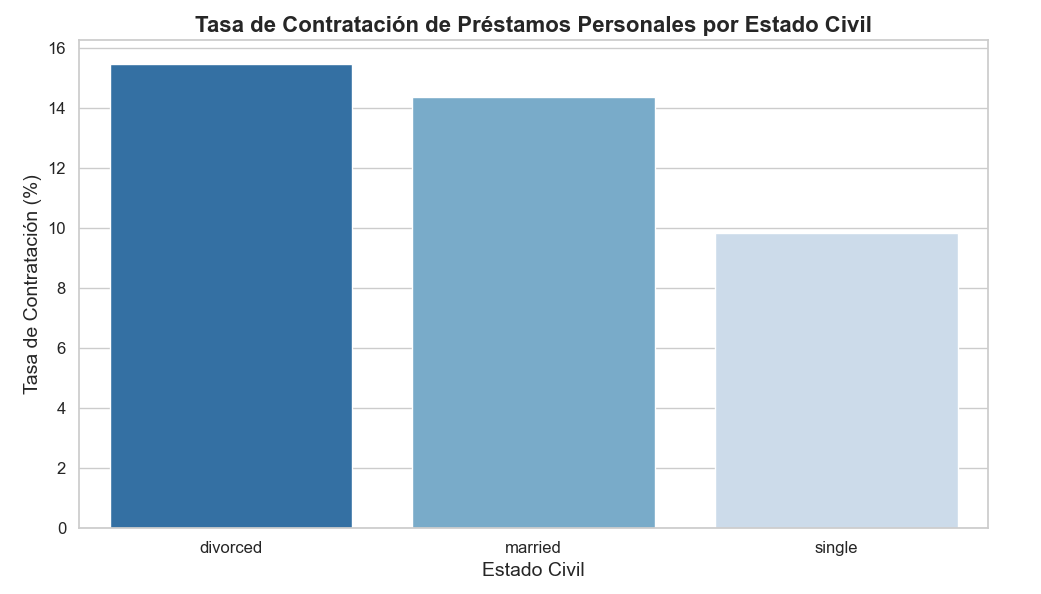 Tasa de Contratación de Préstamos Personales por Estado Civil
Tasa de Contratación (%)
16
14
12
10
8
6
4
2
0
divorced
married
single
Estado Civil